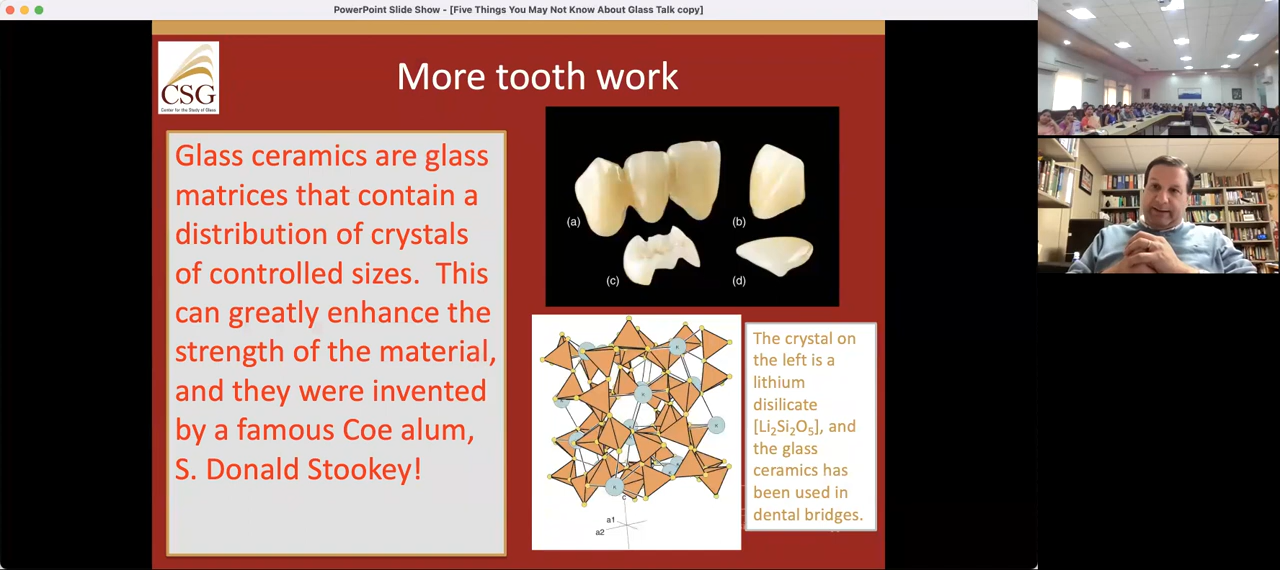 PowerPoint Slide Show - [Five Things You May Not Know About Glass Talk copy]
CSG
Center for the Study of Glass
More tooth work
Glass ceramics are glass
matrices that contain a
distribution of crystals
of controlled sizes. This
can greatly enhance the
strength of the material,
and they were invented
by a famous Coe alum,
S. Donald Stookey!
(a)
(b)
(c)
(d)
K
K
K
K
c
a1
a2
The crystal on
the left is a
lithium
disilicate
[Li₂Si₂O₅], and
the glass
ceramics has
been used in
dental bridges.